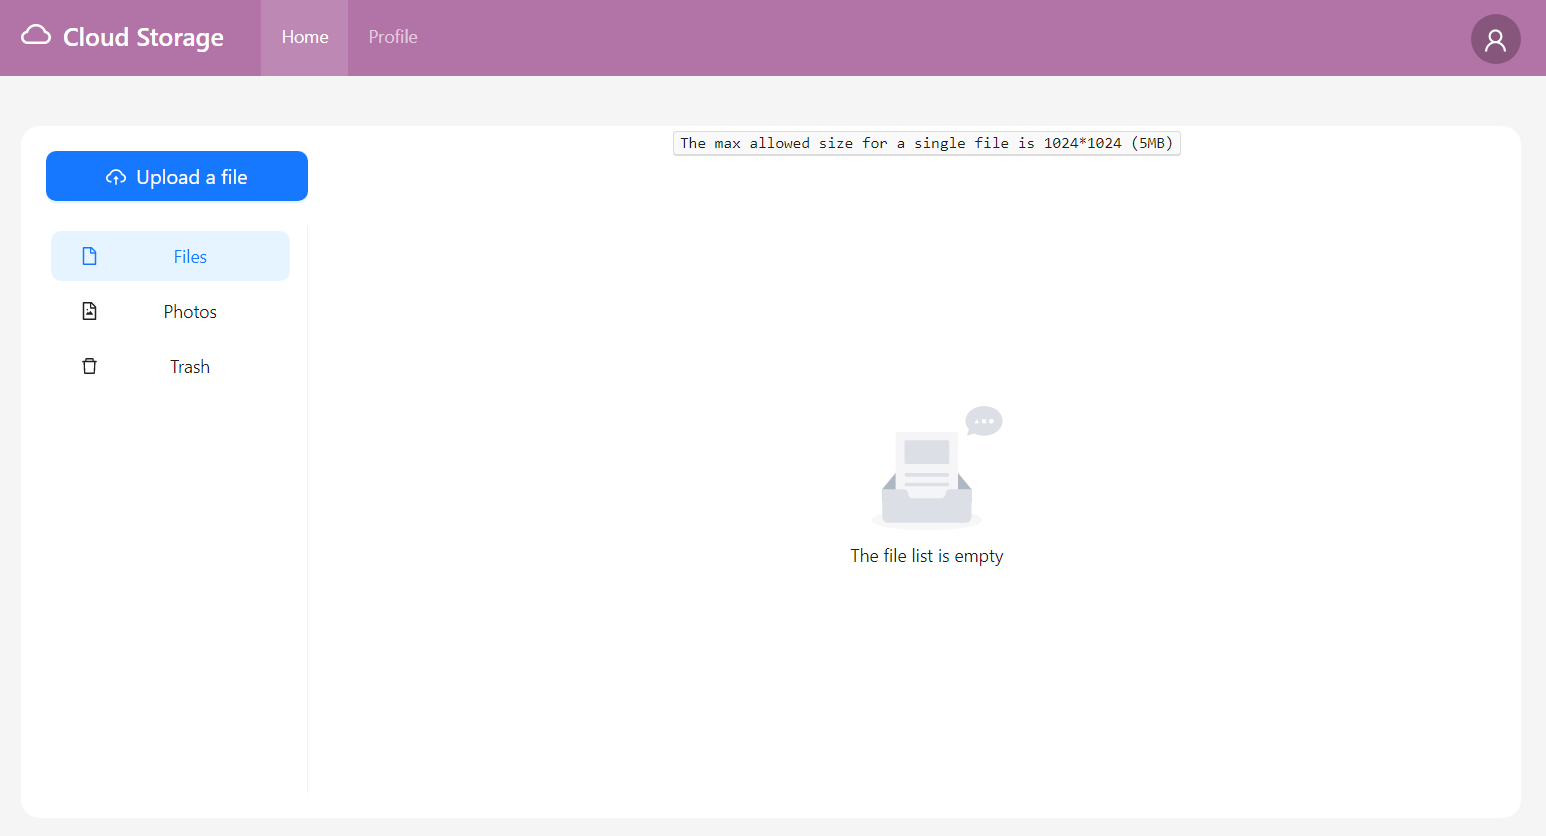 Cloud Storage
Home
Profile
The max allowed size for a single file is 1024*1024 (5MB)
Upload a file
Files
Photos
Trash
The file list is empty